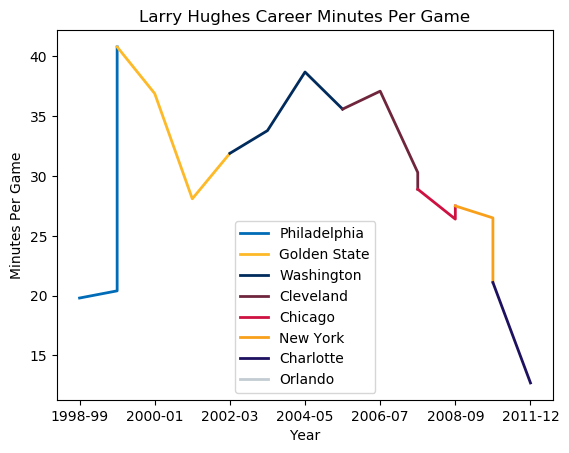 Larry Hughes Career Minutes Per Game
Minutes Per Game
40
35
30
25
20
15
Philadelphia
Golden State
Washington
Cleveland
Chicago
New York
Charlotte
Orlando
1998-99 2000-01 2002-03 2004-05 2006-07 2008-09 2011-12
Year